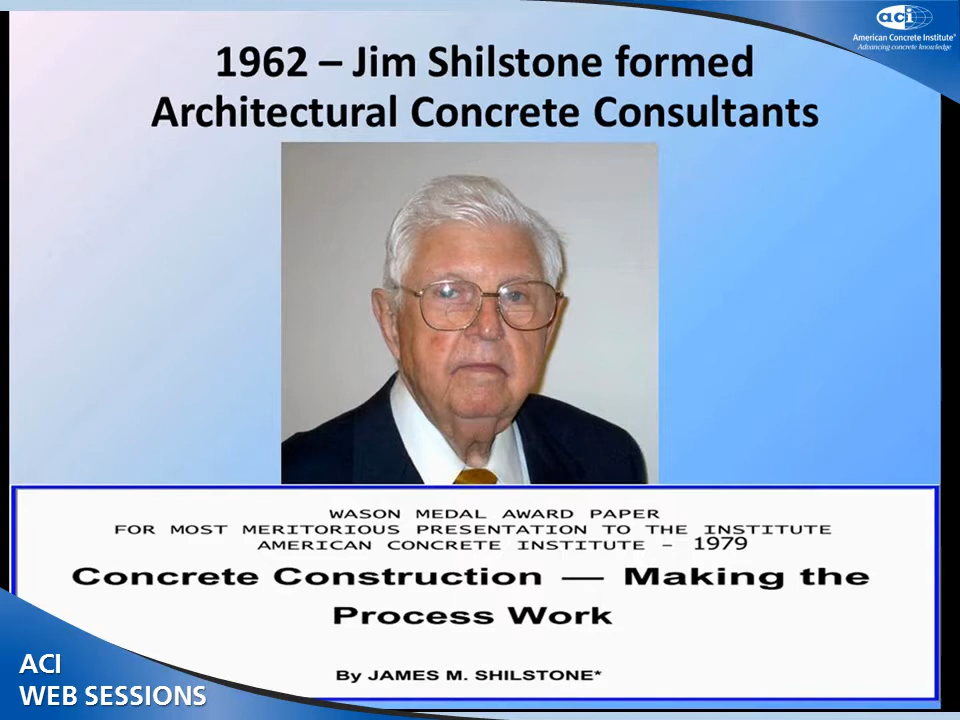 aci
American Concrete Institute®
Advancing concrete knowledge
1962 – Jim Shilstone formed
Architectural Concrete Consultants
WASON MEDAL AWARD PAPER
FOR MOST MERITORIOUS PRESENTATION TO THE INSTITUTE
AMERICAN CONCRETE INSTITUTE – 1979
Concrete Construction — Making the
Process Work
By JAMES M. SHILSTONE*
ACI
WEB SESSIONS